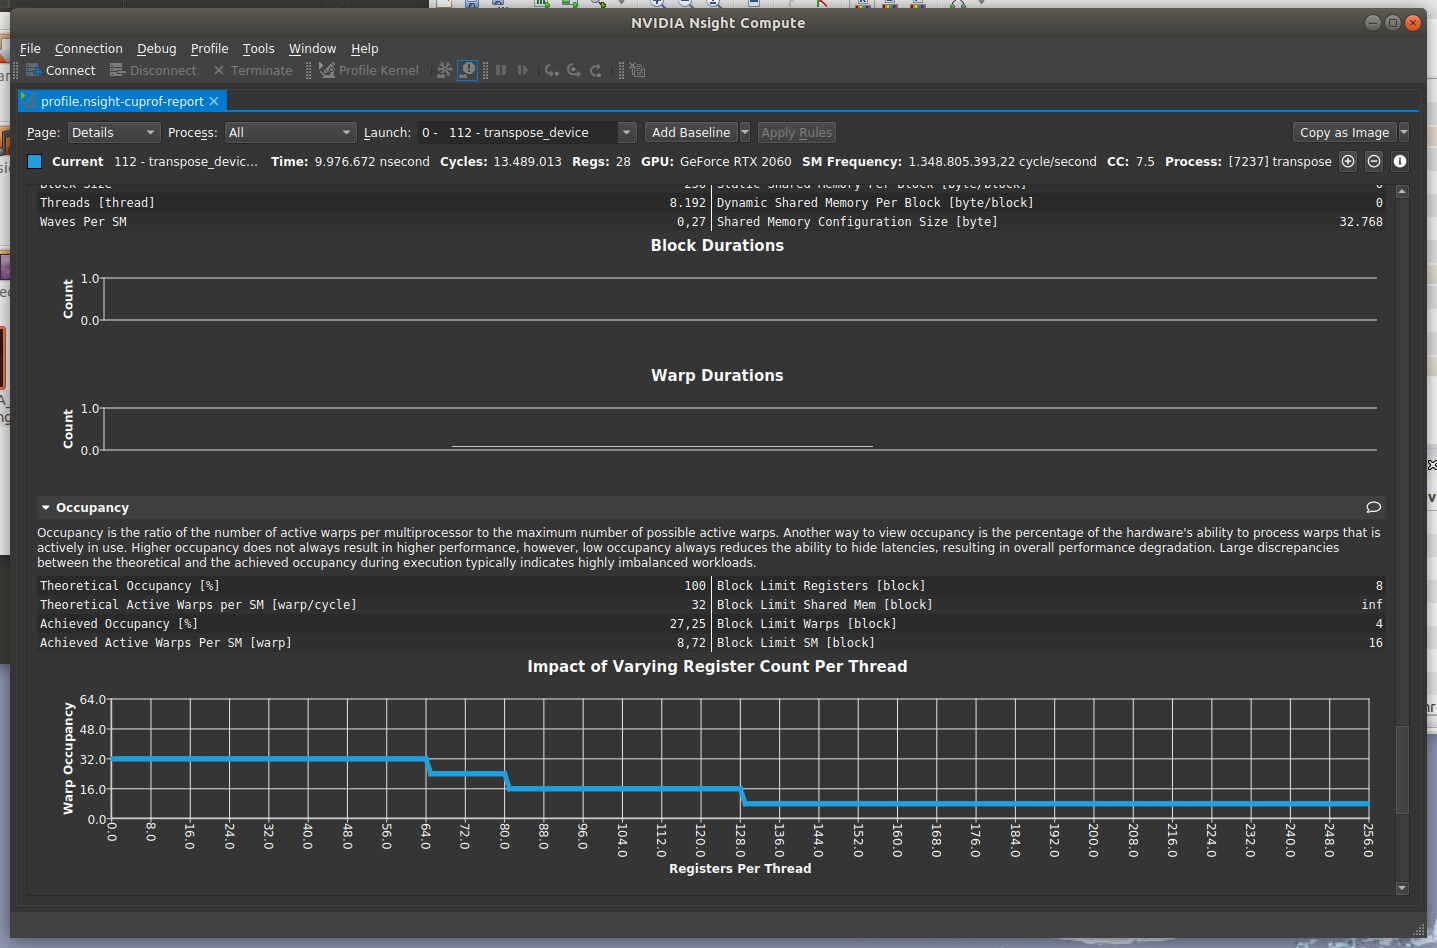 NVIDIA Nsight Compute
File Connection Debug Profile Tools Window Help
Connect Disconnect Terminate Profile Kernel
profile.nsight-cuprof-report
Page: Details Process: All Launch: 0 - 112 - transpose_device Add Baseline Apply Rules Copy as Image
Current 112 - transpose_devic... Time: 9.976.672 nsecond Cycles: 13.489.013 Regs: 28 GPU: GeForce RTX 2060 SM Frequency: 1.348.805.393,22 cycle/second CC: 7.5 Process: [7237] transpose
Block Size 256 Static Shared Memory Per Block [byte/block] 0
Threads [thread] 8.192 Dynamic Shared Memory Per Block [byte/block] 0
Waves Per SM 0,27 Shared Memory Configuration Size [byte] 32.768
Block Durations
Count
1.0
0.0
Warp Durations
Count
1.0
0.0
Occupancy
Occupancy is the ratio of the number of active warps per multiprocessor to the maximum number of possible active warps. Another way to view occupancy is the percentage of the hardware's ability to process warps that is
actively in use. Higher occupancy does not always result in higher performance, however, low occupancy always reduces the ability to hide latencies, resulting in overall performance degradation. Large discrepancies
between the theoretical and the achieved occupancy during execution typically indicates highly imbalanced workloads.
Theoretical Occupancy [%] 100 Block Limit Registers [block] 8
Theoretical Active Warps per SM [warp/cycle] 32 Block Limit Shared Mem [block] inf
Achieved Occupancy [%] 27,25 Block Limit Warps [block] 4
Achieved Active Warps Per SM [warp] 8,72 Block Limit SM [block] 16
Impact of Varying Register Count Per Thread
Warp Occupancy
64.0
48.0
32.0
16.0
0.0
0.0 8.0 16.0 24.0 32.0 40.0 48.0 56.0 64.0 72.0 80.0 88.0 96.0 104.0 112.0 120.0 128.0 136.0 144.0 152.0 160.0 168.0 176.0 184.0 192.0 200.0 208.0 216.0 224.0 232.0 240.0 248.0 256.0
Registers Per Thread